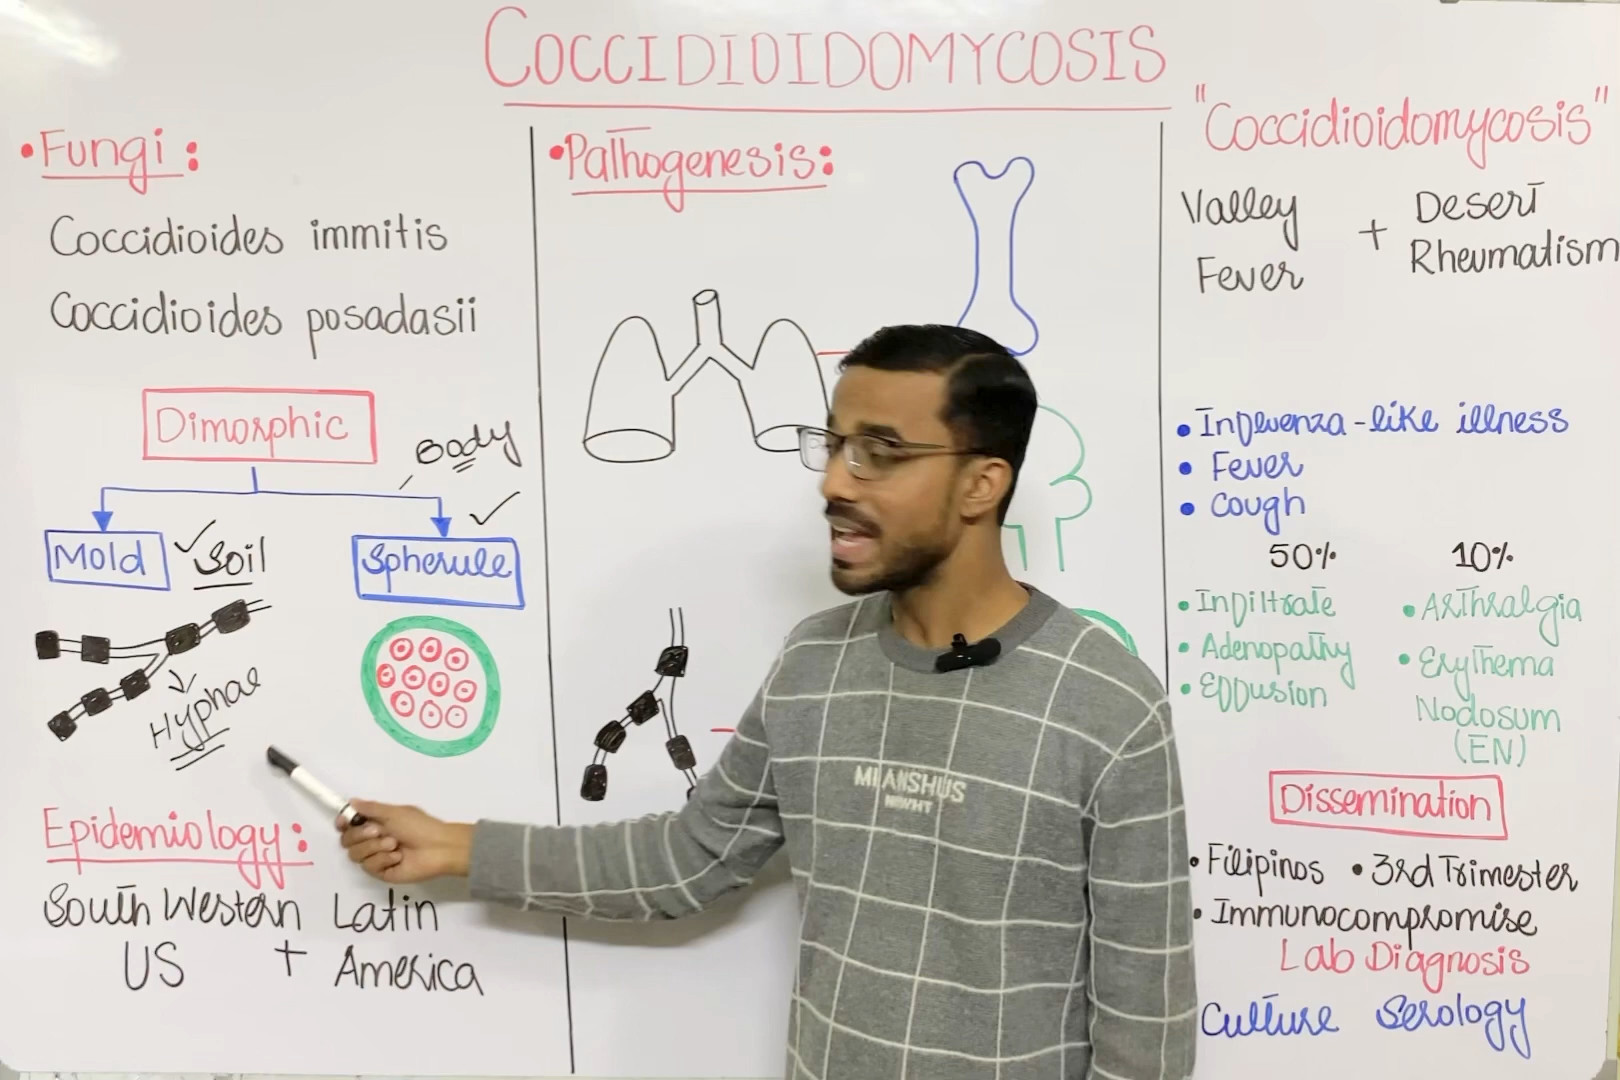 COCCIDIOIDOMYCOSIS
• Fungi :
Coccidioides immitis
Coccidioides posadasii
Dimorphic
Body
Mold
Soil
Spherule
Hyphae
Epidemiology:
South Western Latin
US + America
• Pathogenesis:
"Coccidioidomycosis"
Valley Fever + Desert Rheumatism
• Influenza-like illness
• Fever
• Cough
50% 10%
• Infiltrate • Arthralgia
• Adenopathy • Erythema
• Effusion Nodosum
(EN)
Dissemination
• Filipinos • 3rd Trimester
• Immunocompromise
Lab Diagnosis
Culture Serology